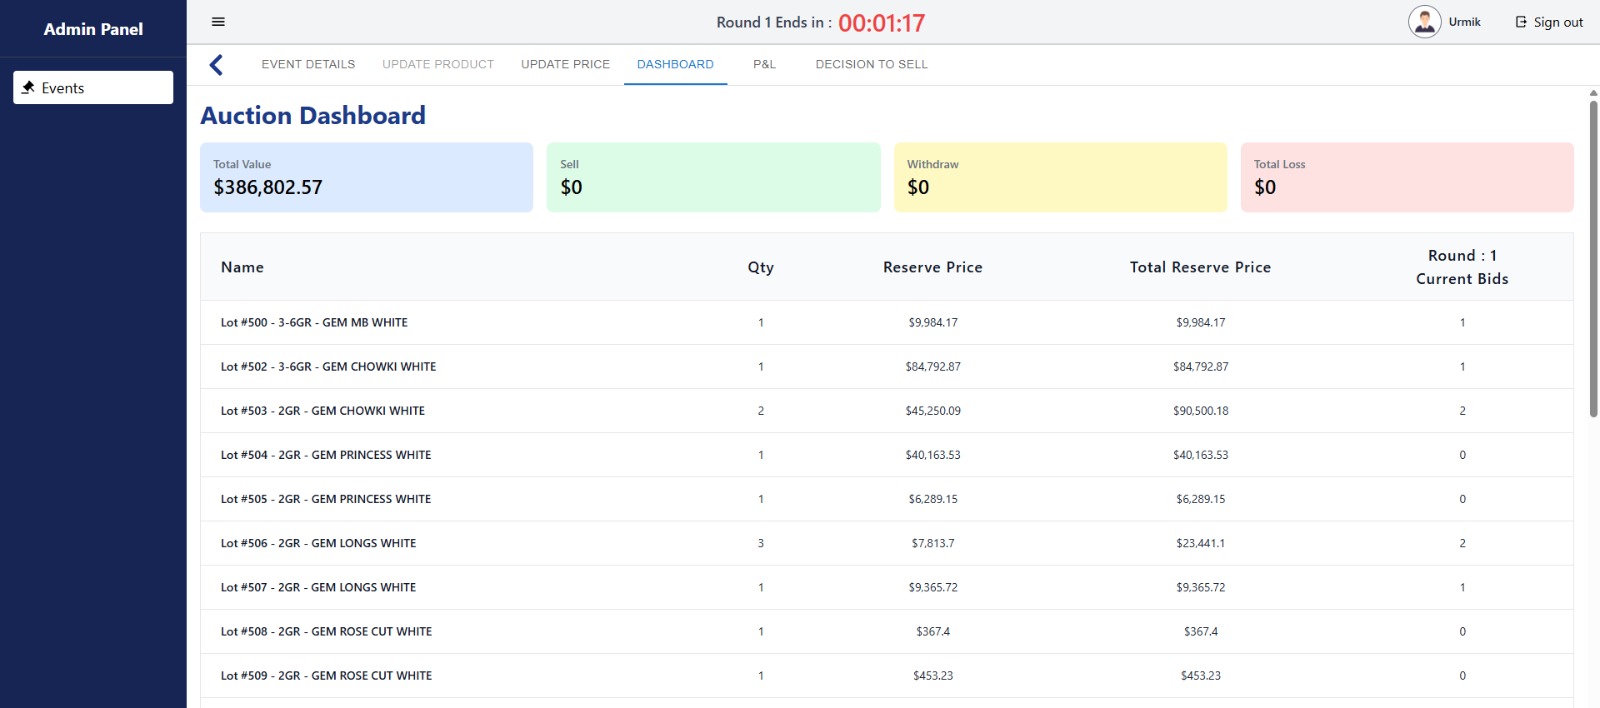 Admin Panel
Events
Round 1 Ends in : 00:01:17
Urmik
Sign out
EVENT DETAILS UPDATE PRODUCT UPDATE PRICE DASHBOARD P&L DECISION TO SELL
Auction Dashboard
Total Value
$386,802.57
Sell
$0
Withdraw
$0
Total Loss
$0
Name Qty Reserve Price Total Reserve Price Round : 1 Current Bids
Lot #500 - 3-6GR - GEM MB WHITE 1 $9,984.17 $9,984.17 1
Lot #502 - 3-6GR - GEM CHOWKI WHITE 1 $84,792.87 $84,792.87 1
Lot #503 - 2GR - GEM CHOWKI WHITE 2 $45,250.09 $90,500.18 2
Lot #504 - 2GR - GEM PRINCESS WHITE 1 $40,163.53 $40,163.53 0
Lot #505 - 2GR - GEM PRINCESS WHITE 1 $6,289.15 $6,289.15 0
Lot #506 - 2GR - GEM LONGS WHITE 3 $7,813.7 $23,441.1 2
Lot #507 - 2GR - GEM LONGS WHITE 1 $9,365.72 $9,365.72 1
Lot #508 - 2GR - GEM ROSE CUT WHITE 1 $367.4 $367.4 0
Lot #509 - 2GR - GEM ROSE CUT WHITE 1 $453.23 $453.23 0